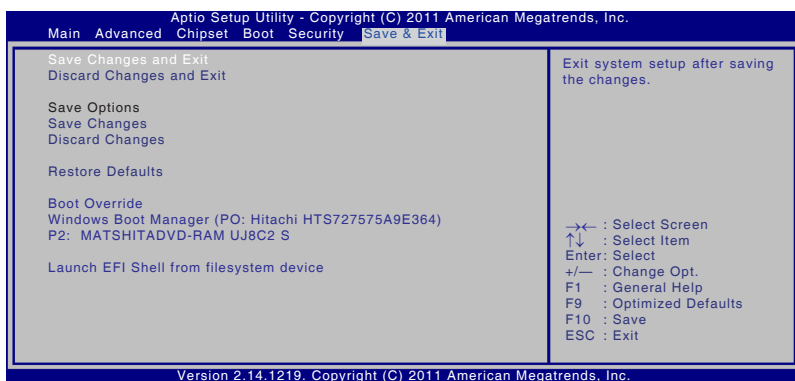 Aptio Setup Utility - Copyright (C) 2011 American Megatrends, Inc.
Main Advanced Chipset Boot Security Save & Exit
Save Changes and Exit
Discard Changes and Exit
Save Options
Save Changes
Discard Changes
Restore Defaults
Boot Override
Windows Boot Manager (PO: Hitachi HTS727575A9E364)
P2: MATSHITADVD-RAM UJ8C2 S
Launch EFI Shell from filesystem device
Exit system setup after saving
the changes.
→← : Select Screen
↑↓ : Select Item
Enter: Select
+/— : Change Opt.
F1 : General Help
F9 : Optimized Defaults
F10 : Save
ESC : Exit
Version 2.14.1219. Copyright (C) 2011 American Megatrends, Inc.